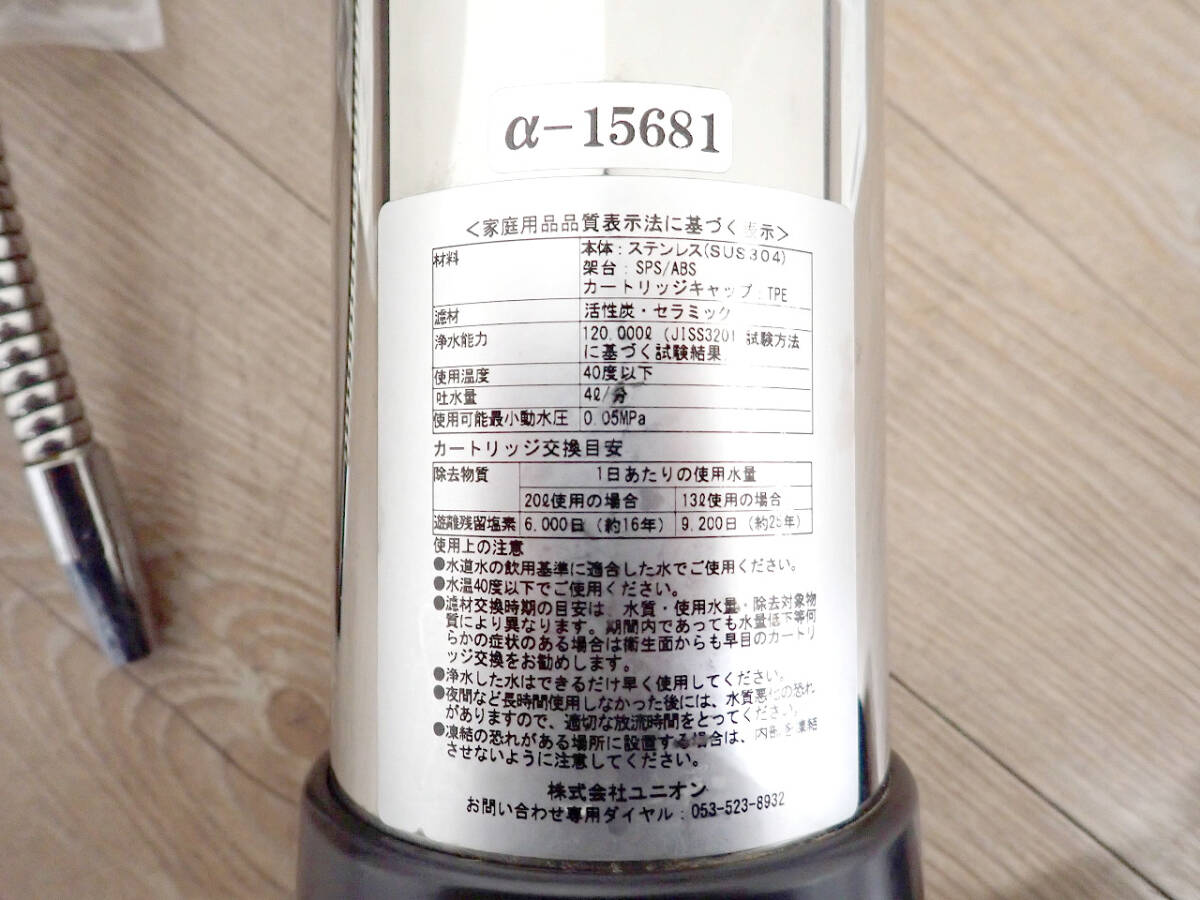 α-15681
<家庭用品品質表示法に基づく表示>
材料 本体：ステンレス(SUS304)
架台：SPS/ABS
カートリッジキャップ：TPE
濾材 活性炭・セラミック
浄水能力 120,000ℓ (JISS3201 試験方法
に基づく試験結果)
使用温度 40度以下
吐水量 4ℓ/分
使用可能最小動水圧 0.05MPa
カートリッジ交換目安
除去物質 1日あたりの使用水量
20ℓ使用の場合 13ℓ使用の場合
遊離残留塩素 6,000日 (約16年) 9,200日 (約25年)
使用上の注意
●水道水の飲用基準に適合した水でご使用ください。
●水温40度以下でご使用ください。
●濾材交換時期の目安は、水質・使用水量・除去対象物
質により異なります。期間内であっても水量低下等何
らかの症状のある場合は衛生面からも早目のカートリ
ッジ交換をお勧めします。
●浄水した水はできるだけ早く使用してください。
●夜間など長時間使用しなかった後には、水質悪化の恐れ
がありますので、適切な放流時間をとってください。
●凍結の恐れがある場所に設置する場合は、内部を凍結
させないように注意してください。
株式会社ユニオン
お問い合わせ専用ダイヤル：053-523-8932